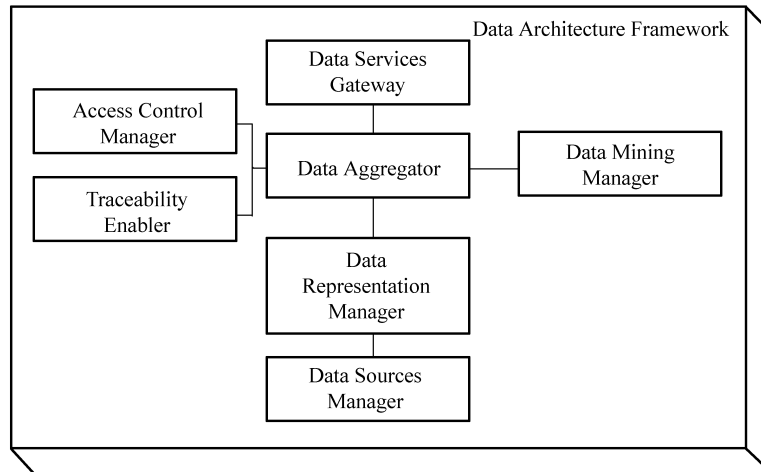 Data Architecture Framework
Data Services
Gateway
Access Control
Manager
Data Aggregator
Data Mining
Manager
Traceability
Enabler
Data
Representation
Manager
Data Sources
Manager